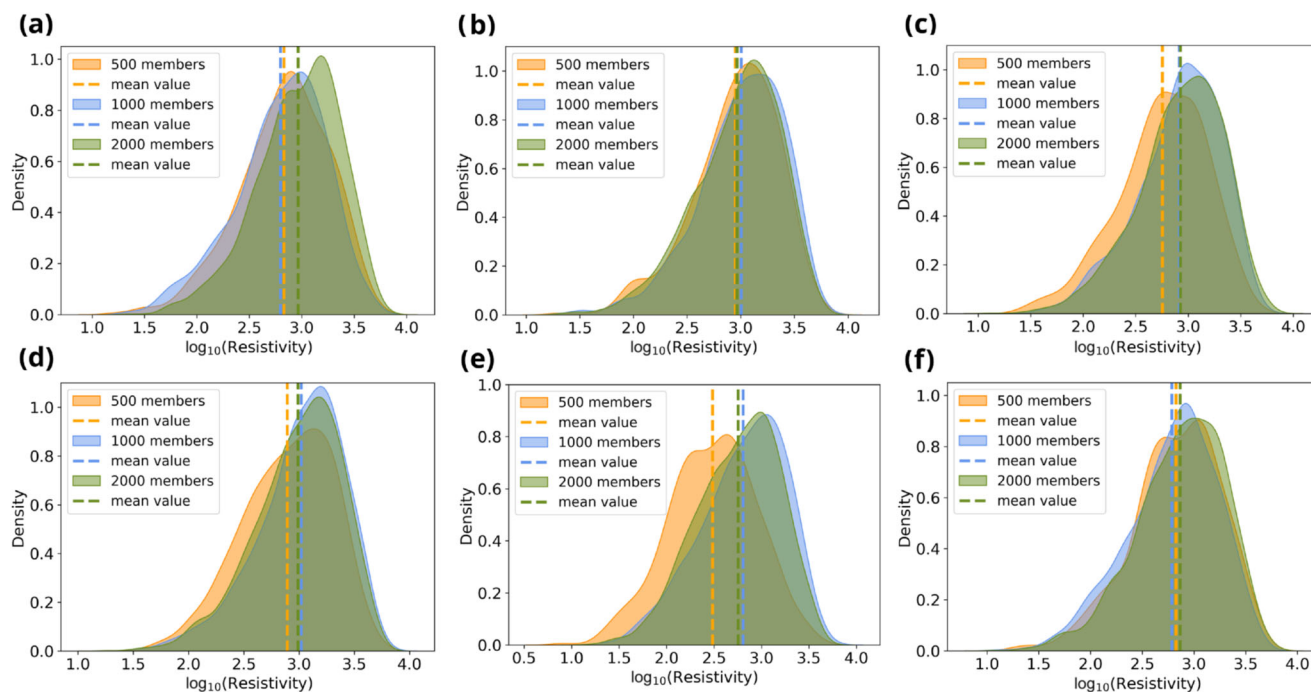 (a)
1.0
0.8
0.6
0.4
0.2
0.0
Density
500 members
mean value
1000 members
mean value
2000 members
mean value
1.0 1.5 2.0 2.5 3.0 3.5 4.0
log10(Resistivity)
(b)
1.0
0.8
0.6
0.4
0.2
0.0
Density
500 members
mean value
1000 members
mean value
2000 members
mean value
1.0 1.5 2.0 2.5 3.0 3.5 4.0
log10(Resistivity)
(c)
1.0
0.8
0.6
0.4
0.2
0.0
Density
500 members
mean value
1000 members
mean value
2000 members
mean value
1.0 1.5 2.0 2.5 3.0 3.5 4.0
log10(Resistivity)
(d)
1.0
0.8
0.6
0.4
0.2
0.0
Density
500 members
mean value
1000 members
mean value
2000 members
mean value
1.0 1.5 2.0 2.5 3.0 3.5 4.0
log10(Resistivity)
(e)
1.0
0.8
0.6
0.4
0.2
0.0
Density
500 members
mean value
1000 members
mean value
2000 members
mean value
0.5 1.0 1.5 2.0 2.5 3.0 3.5 4.0
log10(Resistivity)
(f)
1.0
0.8
0.6
0.4
0.2
0.0
Density
500 members
mean value
1000 members
mean value
2000 members
mean value
1.0 1.5 2.0 2.5 3.0 3.5 4.0
log10(Resistivity)